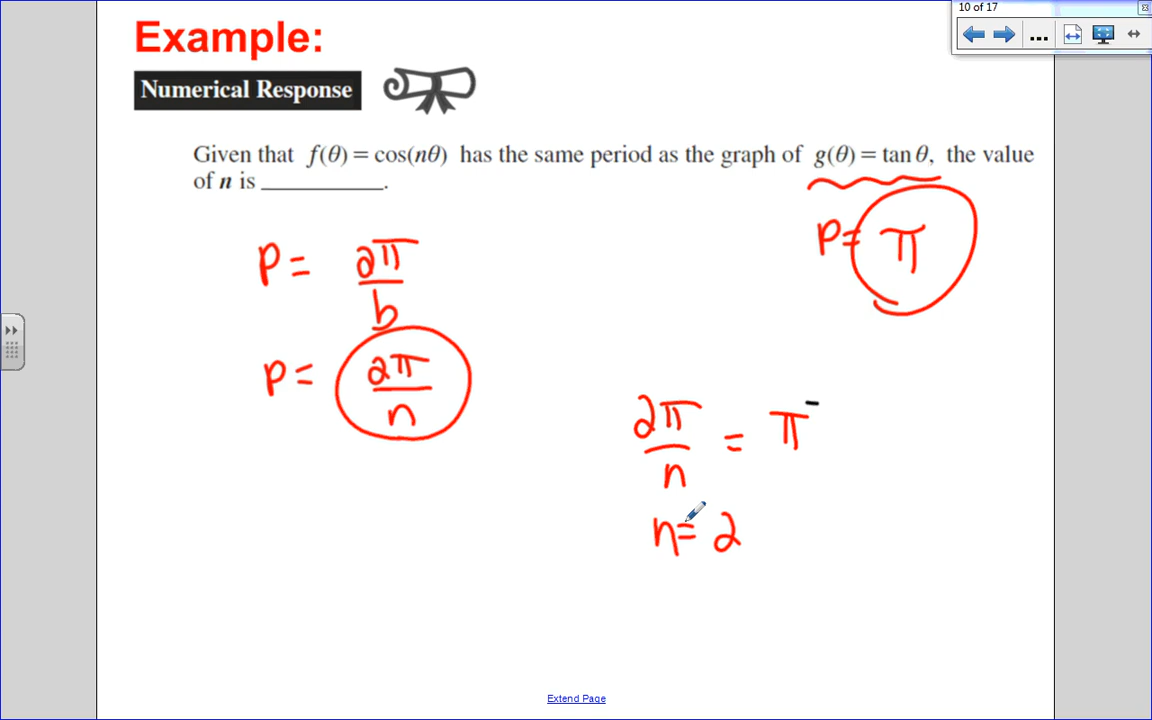 10 of 17
Example:
Numerical Response
Given that f(θ) = cos(nθ) has the same period as the graph of g(θ) = tan θ, the value
of n is __________.
P = π
P = 2π/b
P = 2π/n
2π/n = π
n = 2
Extend Page